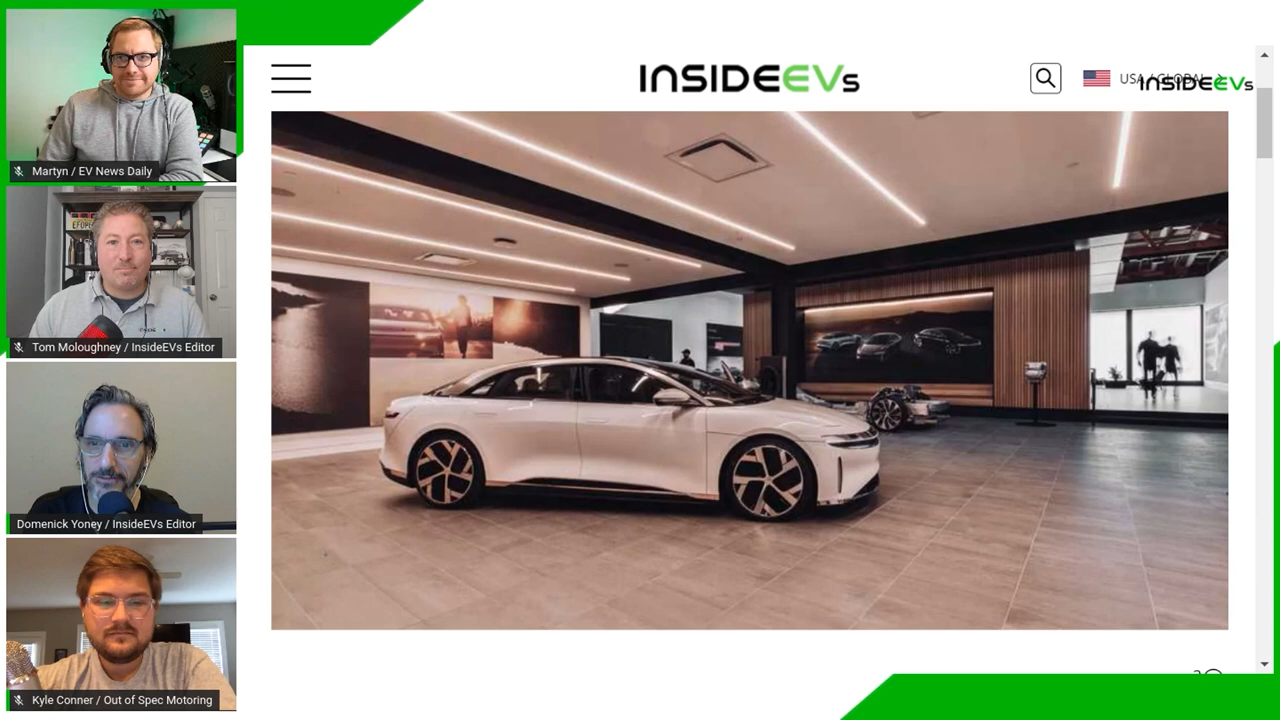 Martyn / EV News Daily
Tom Moloughney / InsideEVs Editor
Domenick Yoney / InsideEVs Editor
Kyle Conner / Out of Spec Motoring
INSIDEEVs
USA / GLOBAL
INSIDEEVs